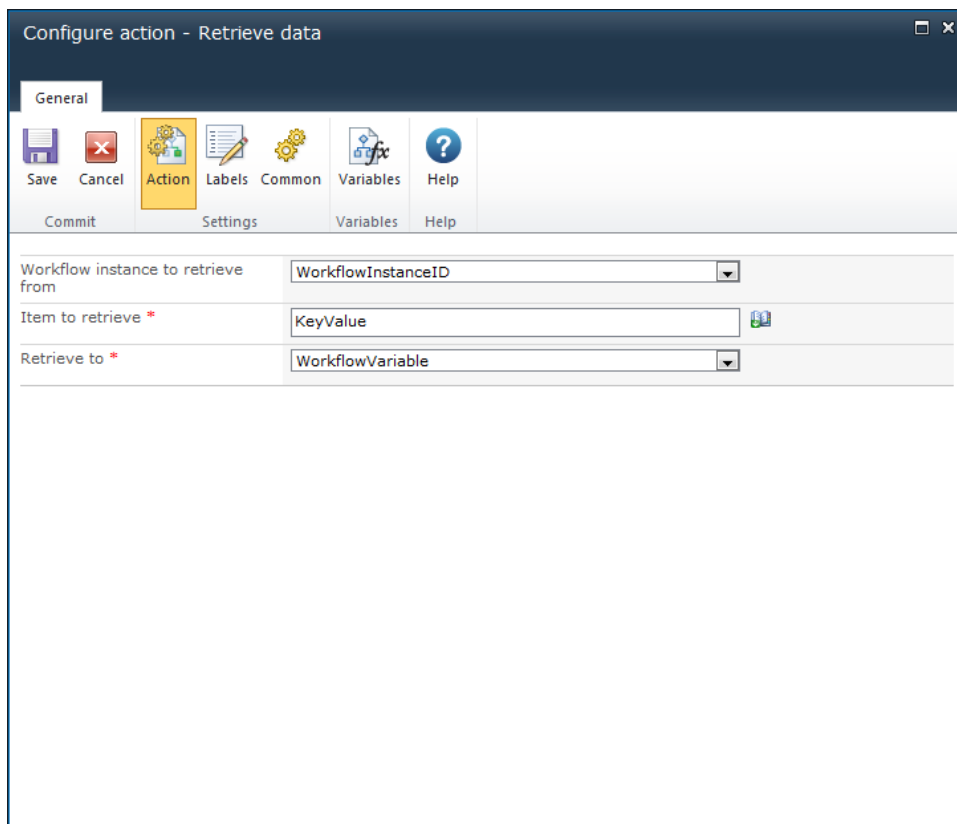 Configure action - Retrieve data
General
Save Cancel Action Labels Common Variables Help
Commit Settings Variables Help
Workflow instance to retrieve
from
WorkflowInstanceID
Item to retrieve *
KeyValue
Retrieve to *
WorkflowVariable